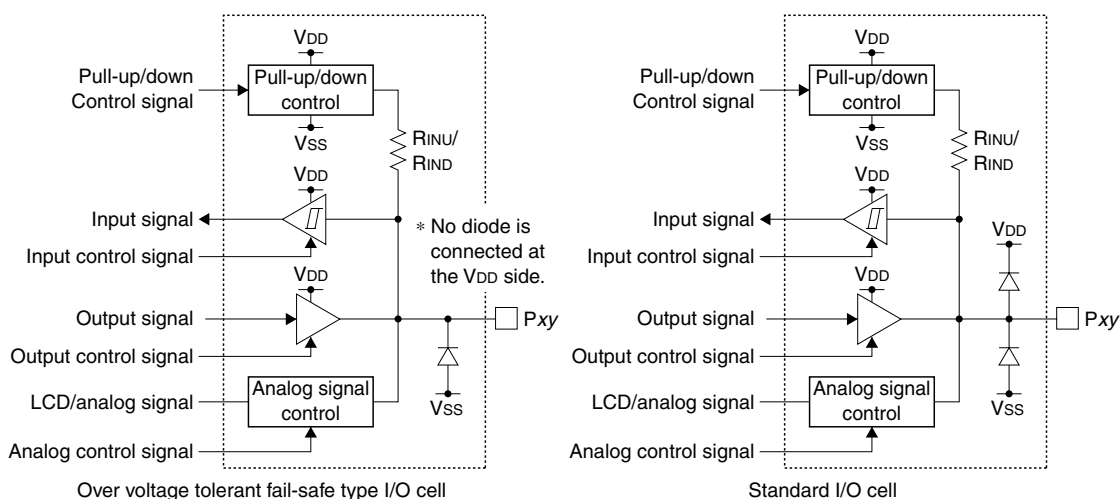 VDD
Pull-up/down
Control signal
Pull-up/down
control
VSS
RINU/
RIND
VDD
Input signal
Input control signal
* No diode is
connected at
the VDD side.
VDD
Output signal
Output control signal
Pxy
LCD/analog signal
Analog signal
control
VSS
Analog control signal
Over voltage tolerant fail-safe type I/O cell
VDD
Pull-up/down
Control signal
Pull-up/down
control
VSS
RINU/
RIND
VDD
Input signal
Input control signal
VDD
VDD
Output signal
Output control signal
Pxy
LCD/analog signal
Analog signal
control
VSS
Analog control signal
Standard I/O cell